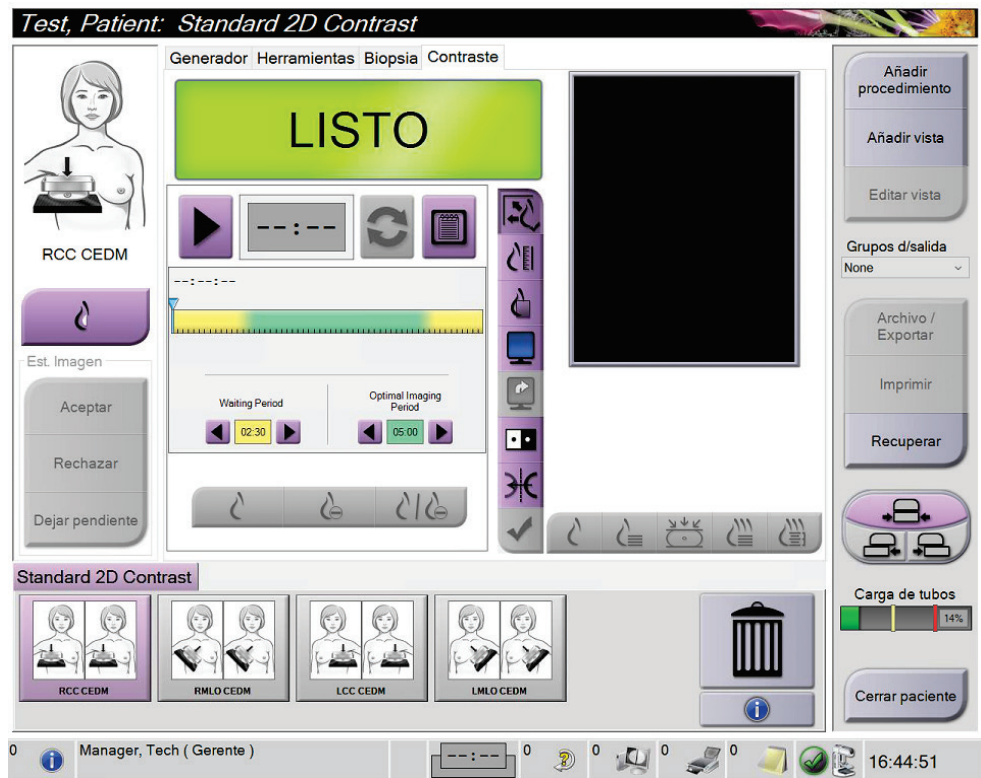 Test, Patient: Standard 2D Contrast
Generador Herramientas Biopsia Contraste
LISTO
RCC CEDM
--:--
--:--:--
Waiting Period
Optimal Imaging
Period
02:30
05:00
Est. Imagen
Aceptar
Rechazar
Dejar pendiente
Añadir
procedimiento
Añadir vista
Editar vista
Grupos d/salida
None
Archivo /
Exportar
Imprimir
Recuperar
Carga de tubos
14%
Cerrar paciente
Standard 2D Contrast
RCC CEDM
RMLO CEDM
LCC CEDM
LMLO CEDM
0 Manager, Tech ( Gerente ) --:-- 0 0 0 0 16:44:51